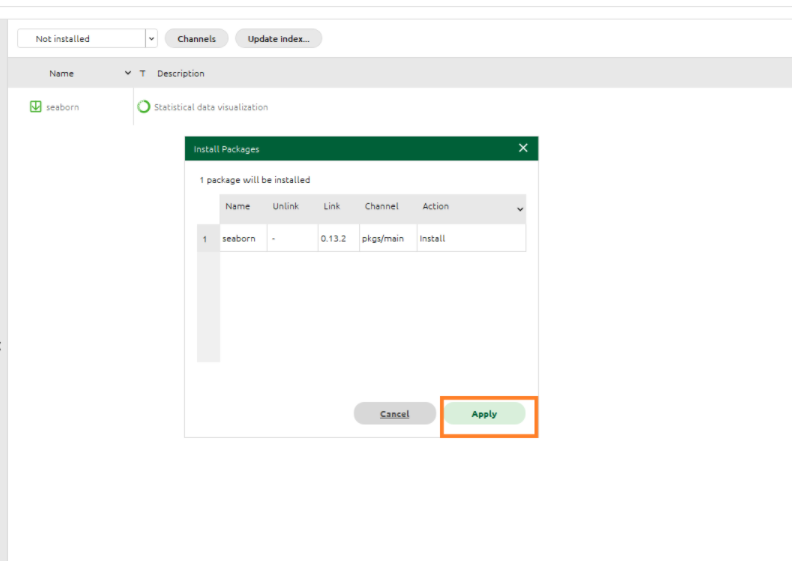 Not installed Channels Update index...
Name T Description
seaborn Statistical data visualization
Install Packages
1 package will be installed
Name Unlink Link Channel Action
1 seaborn - 0.13.2 pkgs/main Install
Cancel Apply